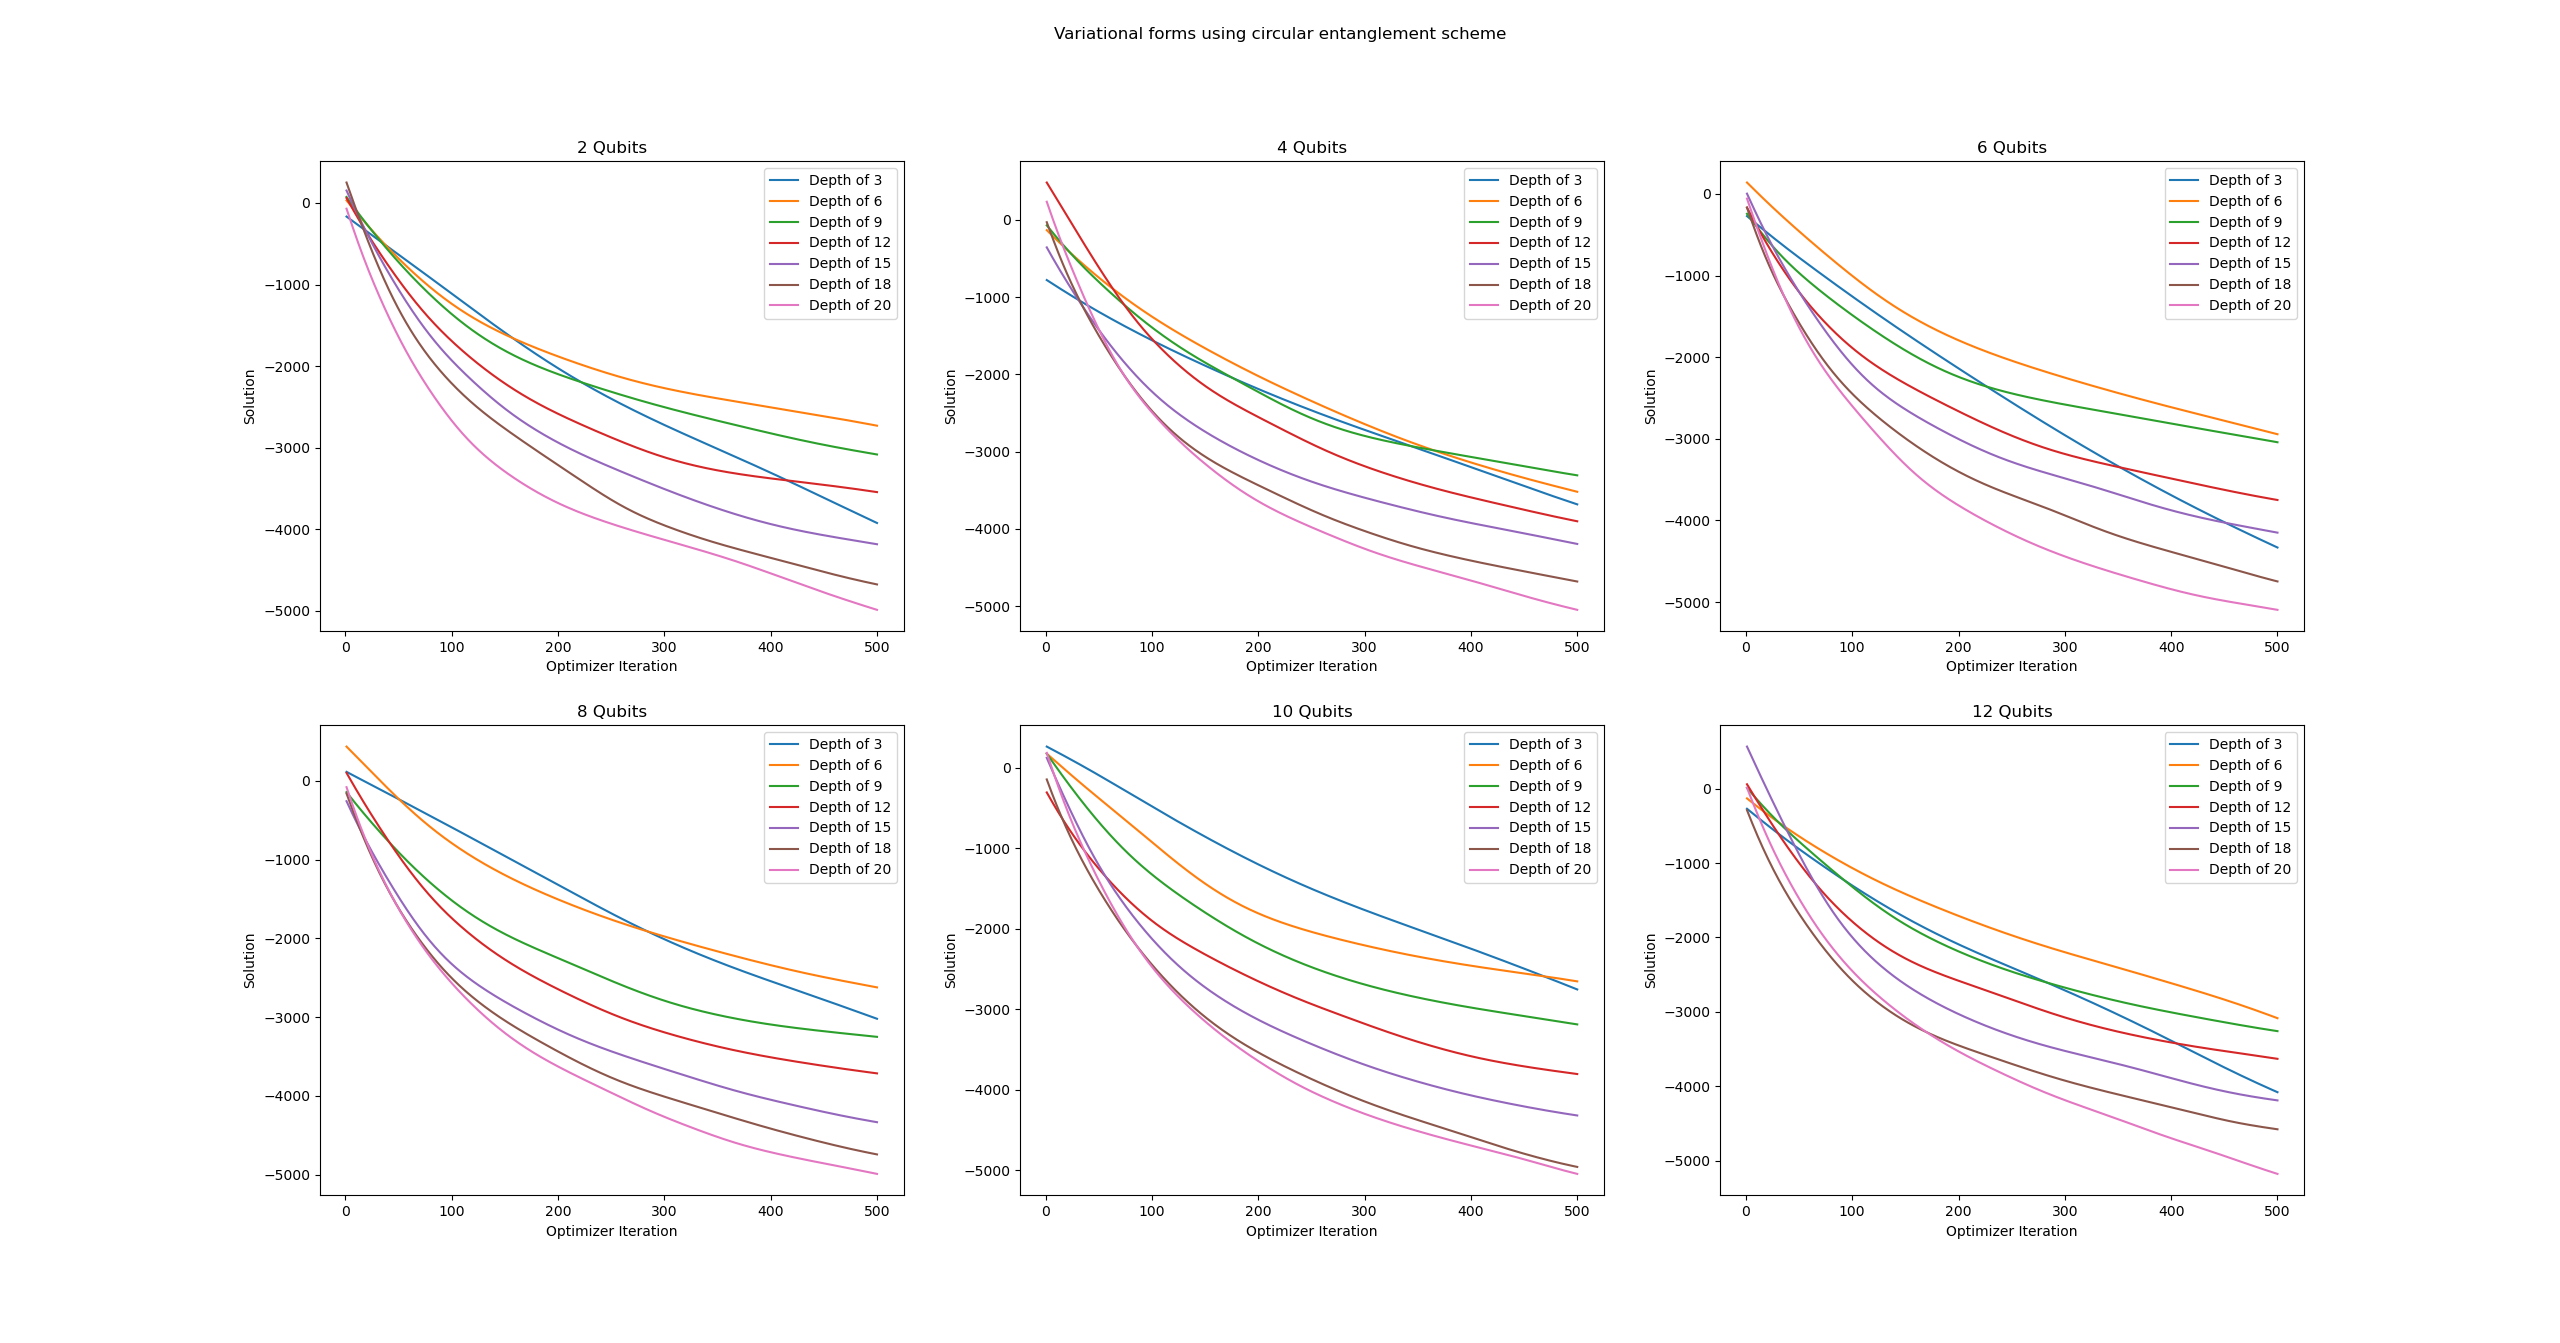 Variational forms using circular entanglement scheme
2 Qubits
Solution
0
−1000
−2000
−3000
−4000
−5000
Depth of 3
Depth of 6
Depth of 9
Depth of 12
Depth of 15
Depth of 18
Depth of 20
0 100 200 300 400 500
Optimizer Iteration
4 Qubits
Solution
0
−1000
−2000
−3000
−4000
−5000
Depth of 3
Depth of 6
Depth of 9
Depth of 12
Depth of 15
Depth of 18
Depth of 20
0 100 200 300 400 500
Optimizer Iteration
6 Qubits
Solution
0
−1000
−2000
−3000
−4000
−5000
Depth of 3
Depth of 6
Depth of 9
Depth of 12
Depth of 15
Depth of 18
Depth of 20
0 100 200 300 400 500
Optimizer Iteration
8 Qubits
Solution
0
−1000
−2000
−3000
−4000
−5000
Depth of 3
Depth of 6
Depth of 9
Depth of 12
Depth of 15
Depth of 18
Depth of 20
0 100 200 300 400 500
Optimizer Iteration
10 Qubits
Solution
0
−1000
−2000
−3000
−4000
−5000
Depth of 3
Depth of 6
Depth of 9
Depth of 12
Depth of 15
Depth of 18
Depth of 20
0 100 200 300 400 500
Optimizer Iteration
12 Qubits
Solution
0
−1000
−2000
−3000
−4000
−5000
Depth of 3
Depth of 6
Depth of 9
Depth of 12
Depth of 15
Depth of 18
Depth of 20
0 100 200 300 400 500
Optimizer Iteration